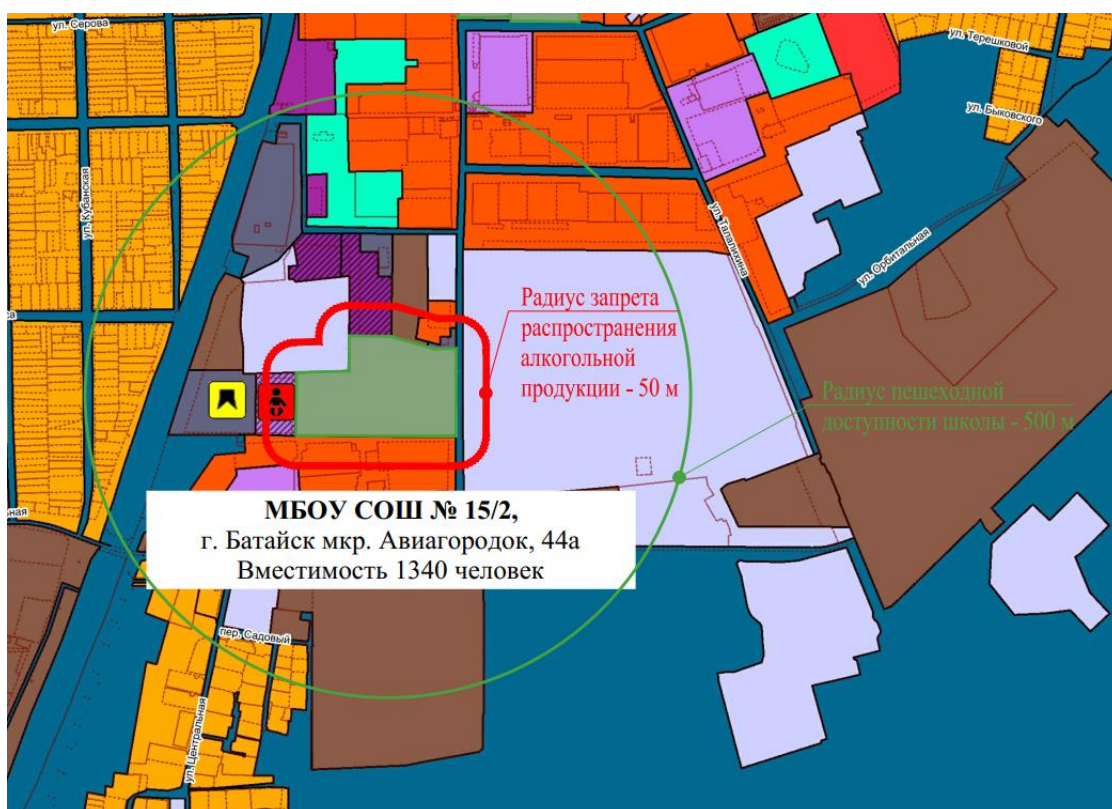 ул. Серова
ул. Терешковой
ул. Быковского
ул. Кубанская
ул. Талалихина
ул. Орбитальная
Радиус запрета
распространения
алкогольной
продукции - 50 м
Радиус пешеходной
доступности школы - 500 м
МБОУ СОШ № 15/2,
г. Батайск мкр. Авиагородок, 44а
Вместимость 1340 человек
пер. Садовый
ул. Центральная